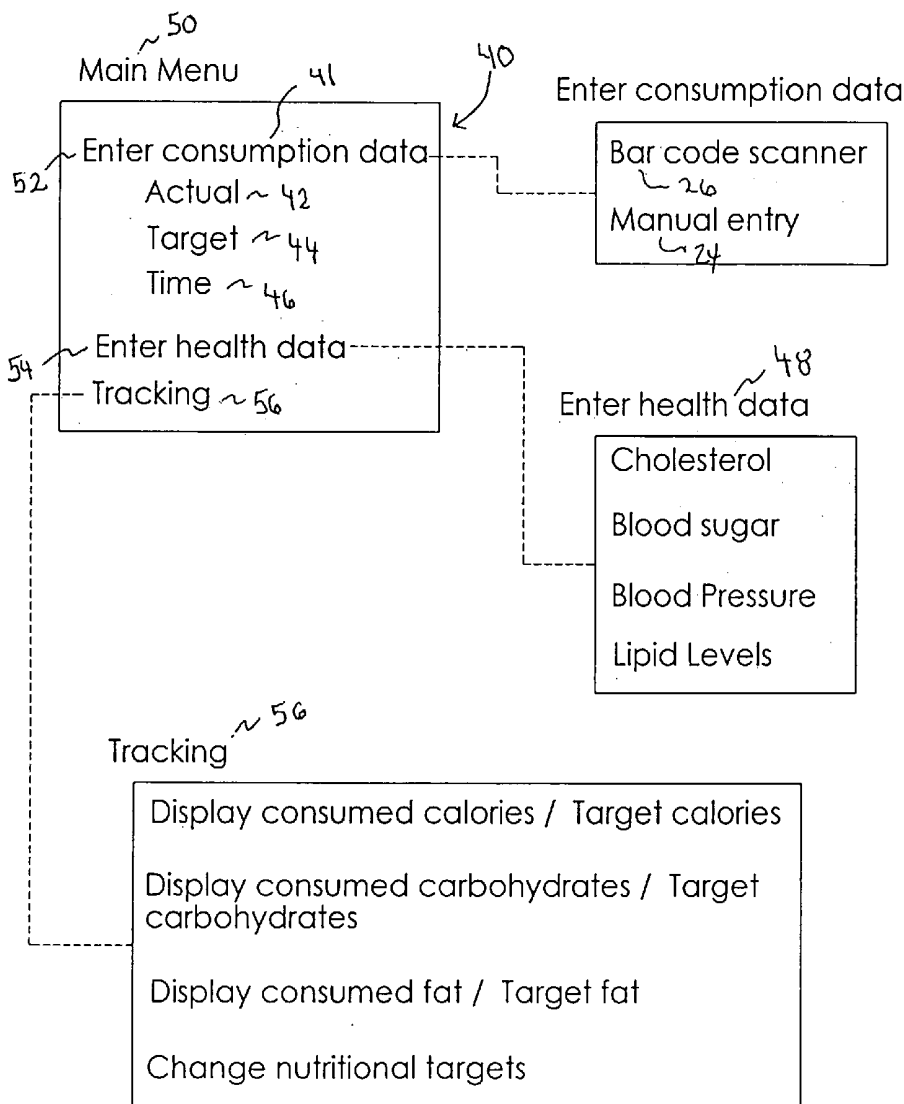 50
Main Menu
41
40
52
Enter consumption data
Actual ~ 42
Target ~ 44
Time ~ 46
54
Enter health data
Tracking ~ 56
Enter consumption data
Bar code scanner
26
Manual entry
24
48
Enter health data
Cholesterol
Blood sugar
Blood Pressure
Lipid Levels
56
Tracking
Display consumed calories / Target calories
Display consumed carbohydrates / Target
carbohydrates
Display consumed fat / Target fat
Change nutritional targets